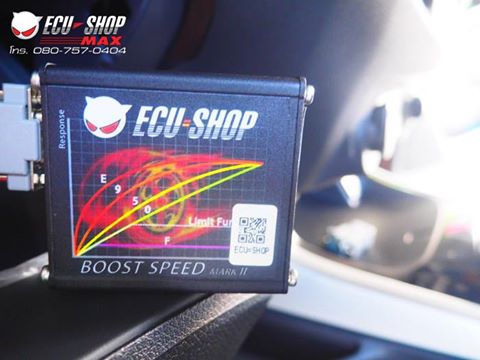 ECU=SHOP
MAX
โทร. 080-757-0404
ECU=SHOP
Response
E
9
5
0
Limit Fu
F
ECU=SHOP
BOOST SPEED MARK II